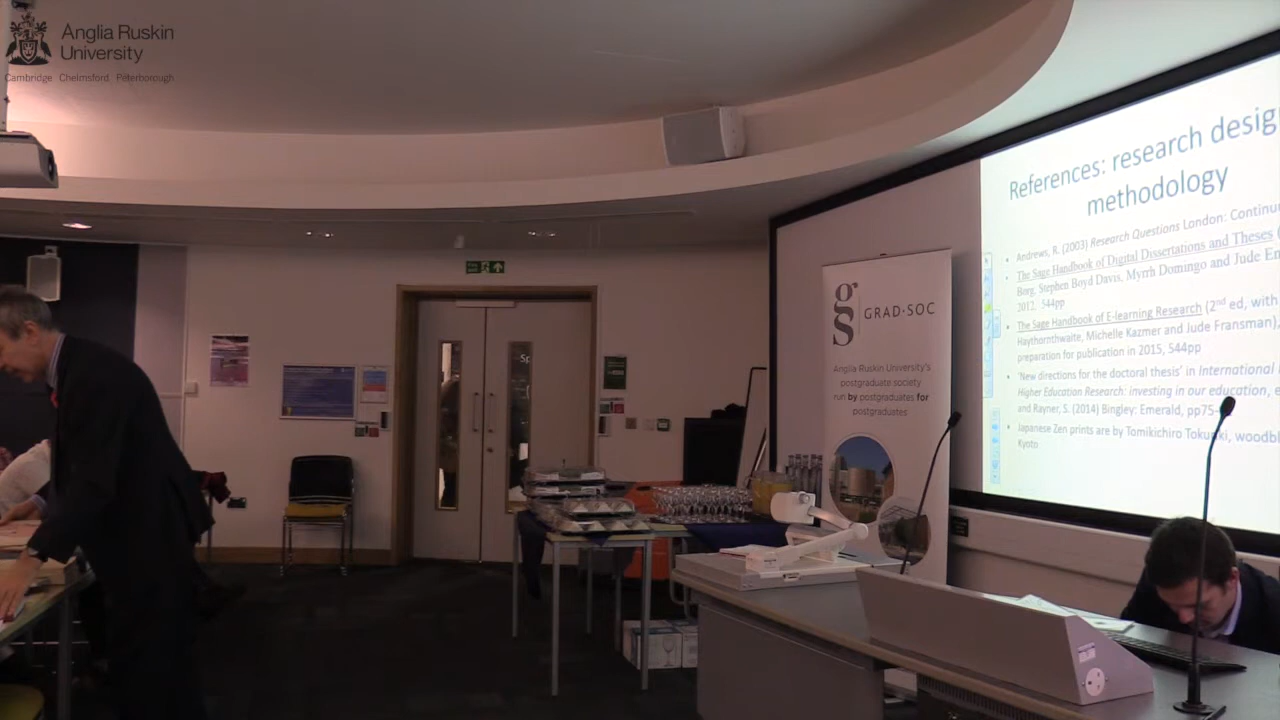 Anglia Ruskin
University
Cambridge Chelmsford Peterborough
References: research desig
methodology
Andrews, R. (2003) Research Questions London: Continu
The Sage Handbook of Digital Dissertations and Theses (
Borg, Stephen Boyd Davis, Myrrh Domingo and Jude
2012, 544pp
The Sage Handbook of E-learning Research (2nd ed, with
Haythornthwaite, Michelle Kazmer and Jude Fransman),
preparation for publication in 2015, 544pp
'New directions for the doctoral thesis' in International
Higher Education Research: investing in our education,
and Rayner, S. (2014) Bingley: Emerald, pp75-
Japanese Zen prints are by Tomikichiro
Kyoto
gs GRAD·SOC
Anglia Ruskin University's
postgraduate society
run by postgraduates for
postgraduates
Sp